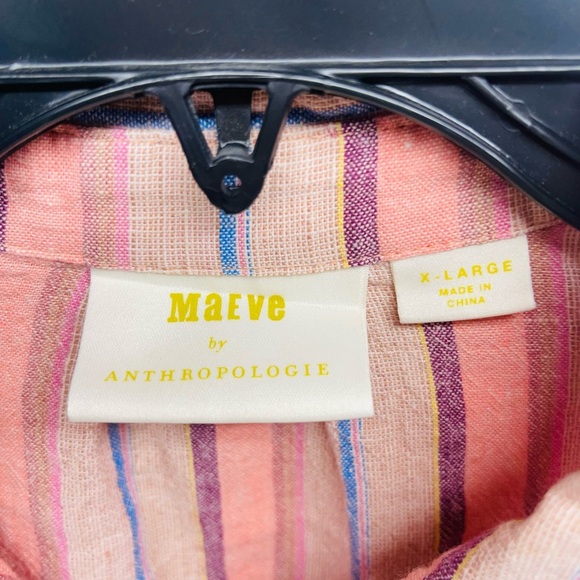 MaEve
by
ANTHROPOLOGIE
X-LARGE
MADE IN
CHINA